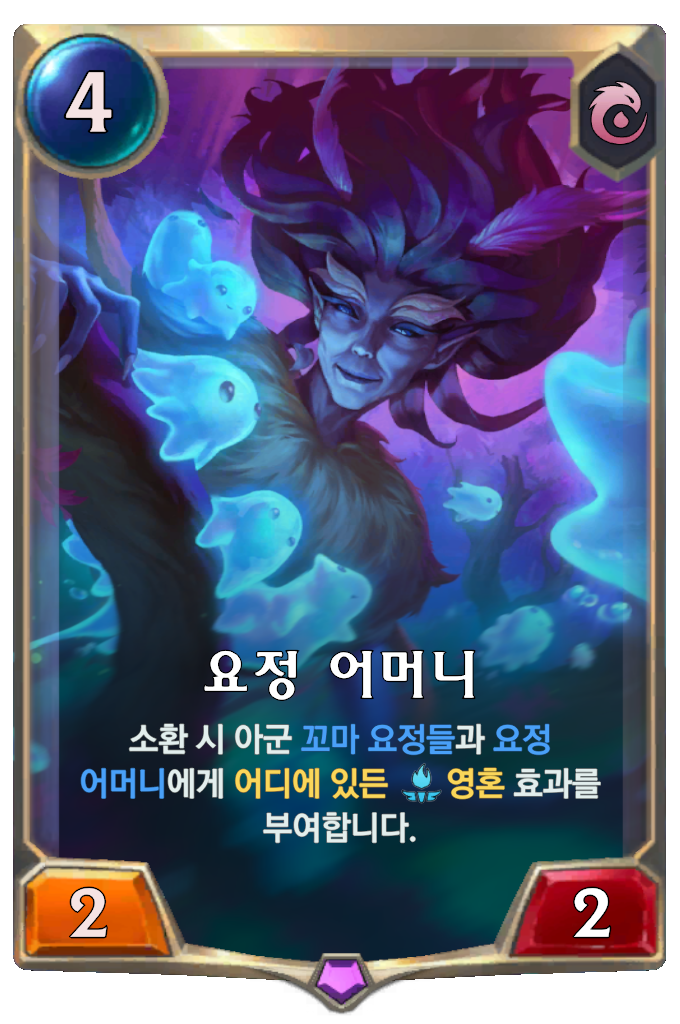 4
요정 어머니
소환 시 아군 꼬마 요정들과 요정
어머니에게 어디에 있든 영혼 효과를
부여합니다.
2
2